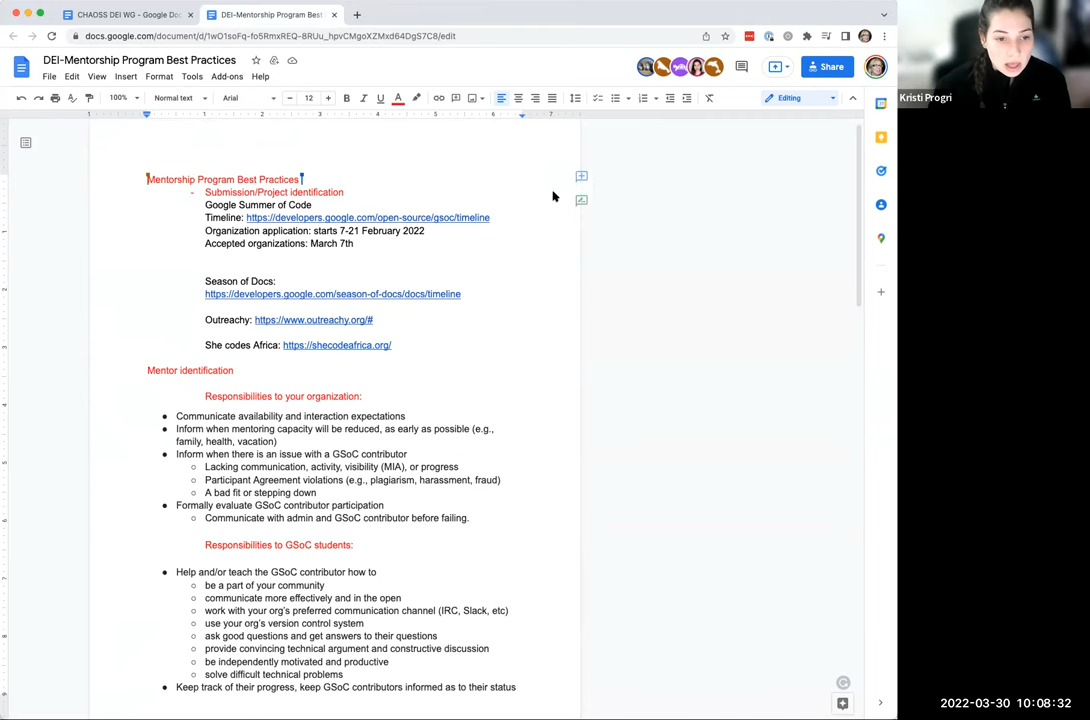 CHAOSS DEI WG - Google Doc
DEI-Mentorship Program Best P
docs.google.com/document/d/1wO1soFq-fo5RmxREQ-8RUu_hpvCMgoXZMxd64DgS7C8/edit
DEI-Mentorship Program Best Practices
File Edit View Insert Format Tools Add-ons Help
Share
100% Normal text Arial 12 Editing
Kristi Progri
1 1 2 3 4 5 6 7
Mentorship Program Best Practices
- Submission/Project identification
Google Summer of Code
Timeline: https://developers.google.com/open-source/gsoc/timeline
Organization application: starts 7-21 February 2022
Accepted organizations: March 7th
Season of Docs:
https://developers.google.com/season-of-docs/docs/timeline
Outreachy: https://www.outreachy.org/#
She codes Africa: https://shecodeafrica.org/
Mentor identification
Responsibilities to your organization:
● Communicate availability and interaction expectations
● Inform when mentoring capacity will be reduced, as early as possible (e.g.,
family, health, vacation)
● Inform when there is an issue with a GSoC contributor
○ Lacking communication, activity, visibility (MIA), or progress
○ Participant Agreement violations (e.g., plagiarism, harassment, fraud)
○ A bad fit or stepping down
● Formally evaluate GSoC contributor participation
○ Communicate with admin and GSoC contributor before failing.
Responsibilities to GSoC students:
● Help and/or teach the GSoC contributor how to
○ be a part of your community
○ communicate more effectively and in the open
○ work with your org's preferred communication channel (IRC, Slack, etc)
○ use your org's version control system
○ ask good questions and get answers to their questions
○ provide convincing technical argument and constructive discussion
○ be independently motivated and productive
○ solve difficult technical problems
● Keep track of their progress, keep GSoC contributors informed as to their status
2022-03-30 10:08:32